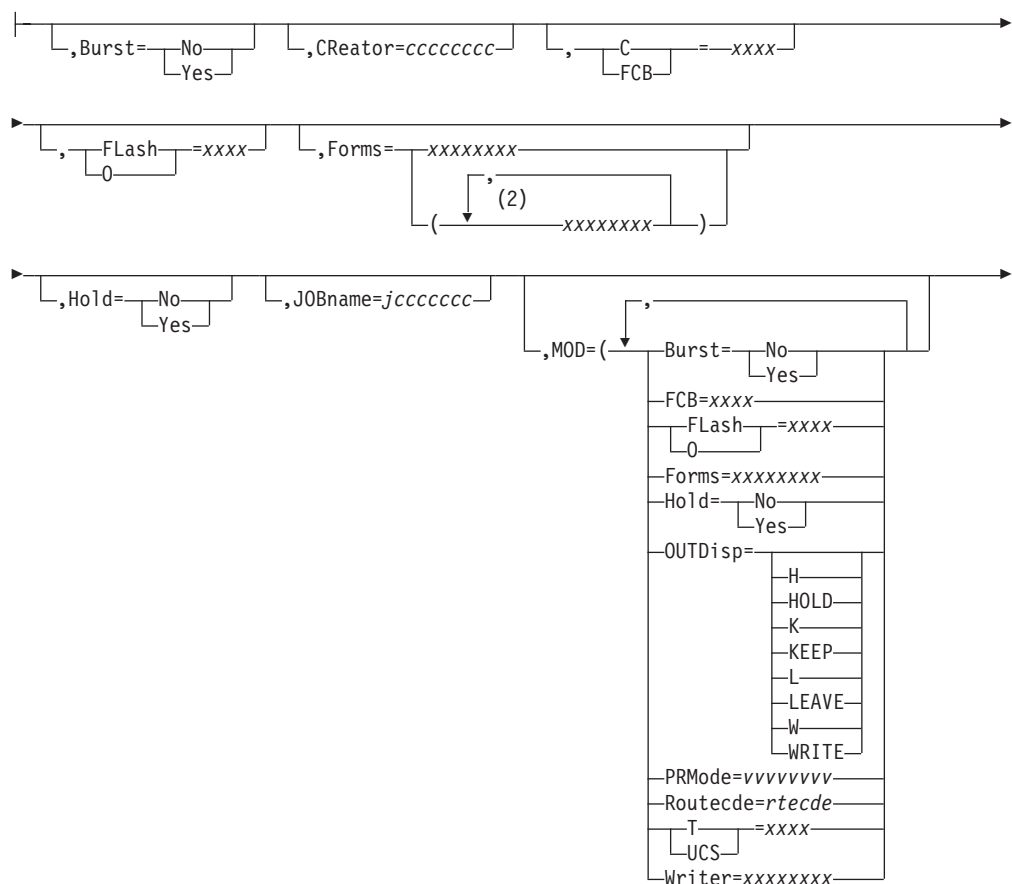 ,Burst= No ,CReator=cccccccc , C = xxxx
Yes FCB
, FLash =xxxx ,Forms= xxxxxxxx
O ,
(2)
( xxxxxxxx )
,Hold= No ,JOBname=jccccccc ,
Yes
,MOD=( Burst= No
Yes
FCB=xxxx
FLash =xxxx
O
Forms=xxxxxxxx
Hold= No
Yes
OUTDisp=
H
HOLD
K
KEEP
L
LEAVE
W
WRITE
PRMode=vvvvvvvv
Routecde=rtecde
T =xxxx
UCS
Writer=xxxxxxxx